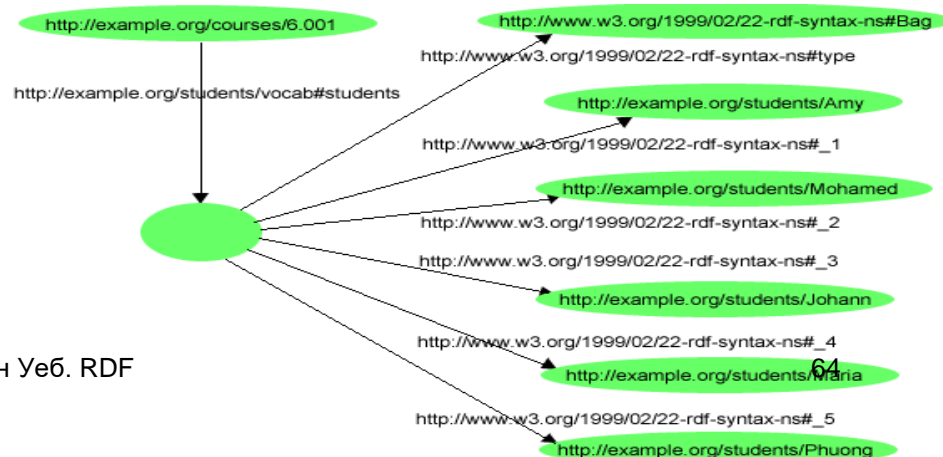 http://example.org/courses/6.001
http://www.w3.org/1999/02/22-rdf-syntax-ns#Bag
http://www.w3.org/1999/02/22-rdf-syntax-ns#type
http://example.org/students/vocab#students
http://example.org/students/Amy
http://www.w3.org/1999/02/22-rdf-syntax-ns#_1
http://example.org/students/Mohamed
http://www.w3.org/1999/02/22-rdf-syntax-ns#_2
http://www.w3.org/1999/02/22-rdf-syntax-ns#_3
http://example.org/students/Johann
http://www.w3.org/1999/02/22-rdf-syntax-ns#_4
н Уеб. RDF
64
http://example.org/students/Maria
http://www.w3.org/1999/02/22-rdf-syntax-ns#_5
http://example.org/students/Phuong